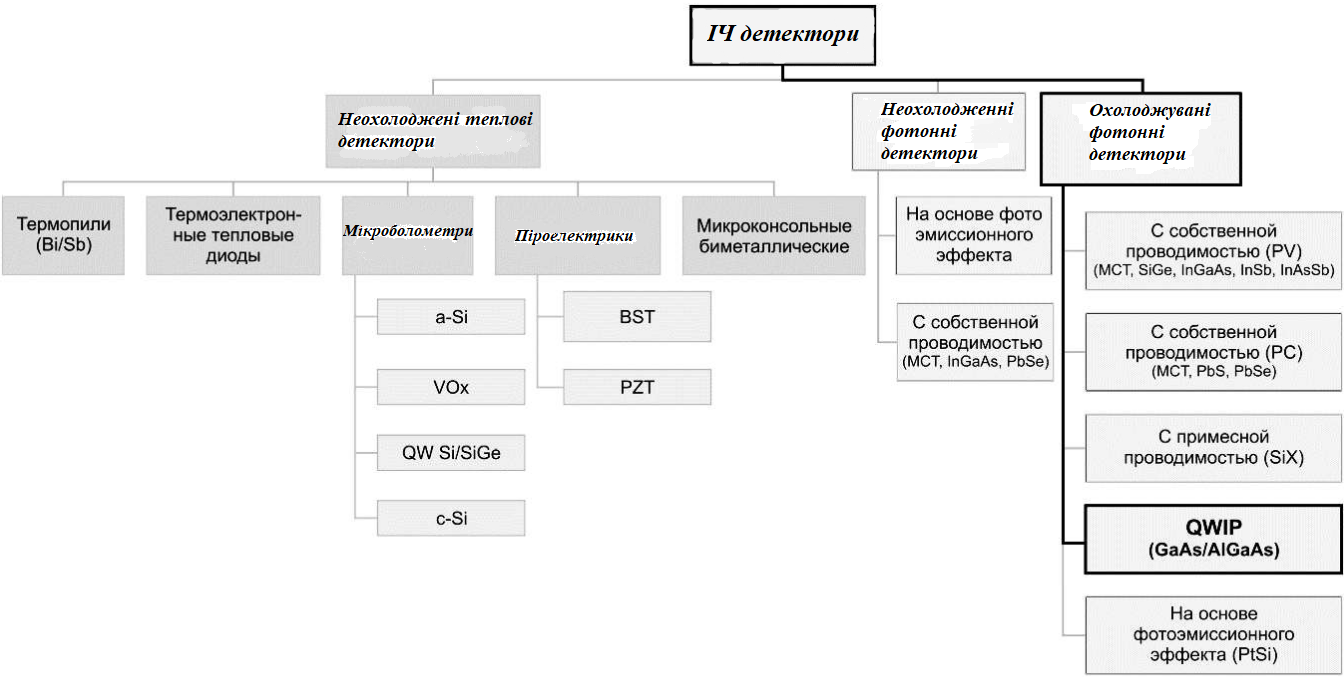 ІЧ детектори
Неохолоджені теплові
детектори
Неохолодженні
фотонні
детектори
Охолоджувані
фотонні
детектори
Термопили
(Bi/Sb)
Термоэлектрон-
ные тепловые
диоды
Мікроболометри
Піроелектрики
Микроконсольные
биметаллические
a-Si
VOx
QW Si/SiGe
c-Si
BST
PZT
На основе фото
эмиссионного
эффекта
С собственной
проводимостью
(MCT, InGaAs, PbSe)
С собственной
проводимостью (PV)
(MCT, SiGe, InGaAs, InSb, InAsSb)
С собственной
проводимостью (PC)
(MCT, PbS, PbSe)
С примесной
проводимостью (SiX)
QWIP
(GaAs/AlGaAs)
На основе
фотоэмиссионного
эффекта (PtSi)